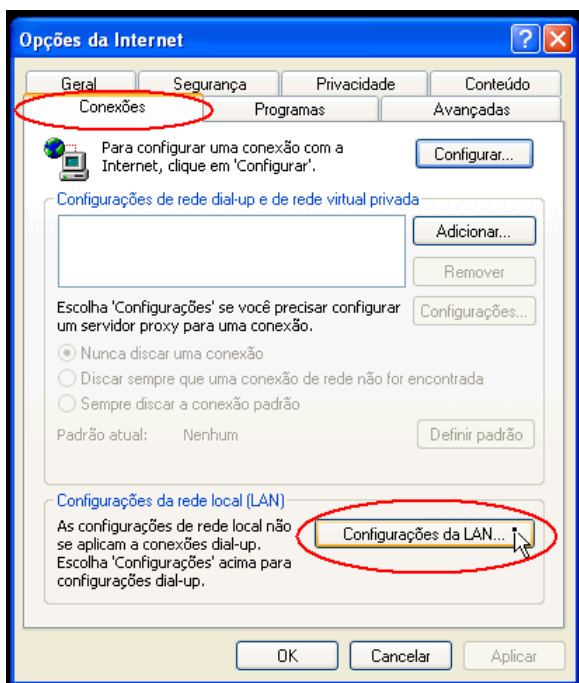 Opções da Internet
Geral Segurança Privacidade Conteúdo
Conexões Programas Avançadas
Para configurar uma conexão com a
Internet, clique em 'Configurar'.
Configurar...
Configurações de rede dial-up e de rede virtual privada
Adicionar...
Remover
Escolha 'Configurações' se você precisar configurar
um servidor proxy para uma conexão.
Configurações...
Nunca discar uma conexão
Discar sempre que uma conexão de rede não for encontrada
Sempre discar a conexão padrão
Padrão atual: Nenhum Definir padrão
Configurações da rede local (LAN)
As configurações de rede local não
se aplicam a conexões dial-up.
Escolha 'Configurações' acima para
configurações dial-up.
Configurações da LAN...
OK Cancelar Aplicar